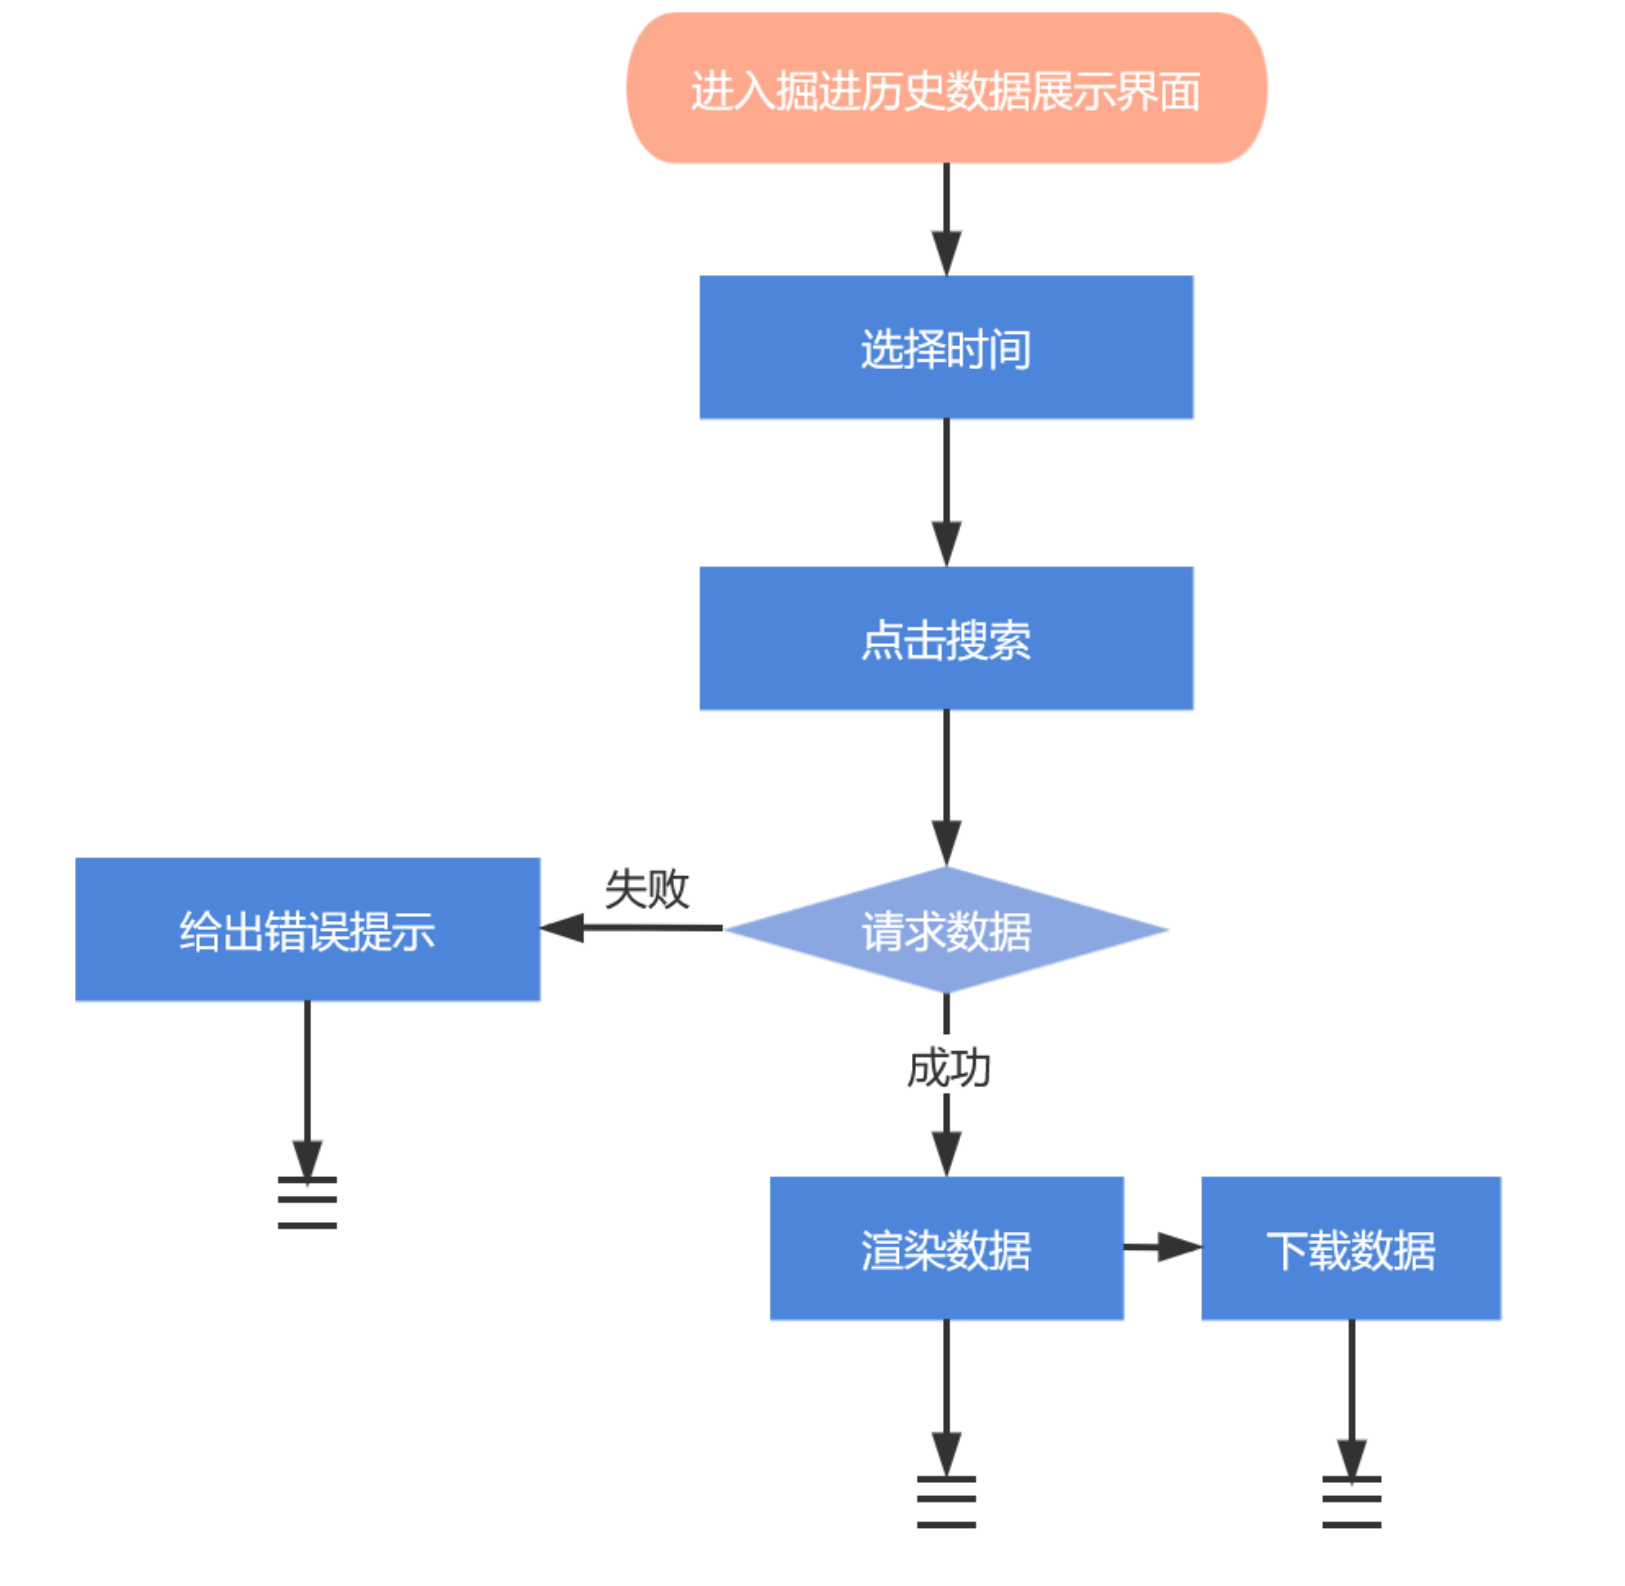 进入掘进历史数据展示界面
选择时间
点击搜索
失败
给出错误提示
请求数据
成功
渲染数据
下载数据